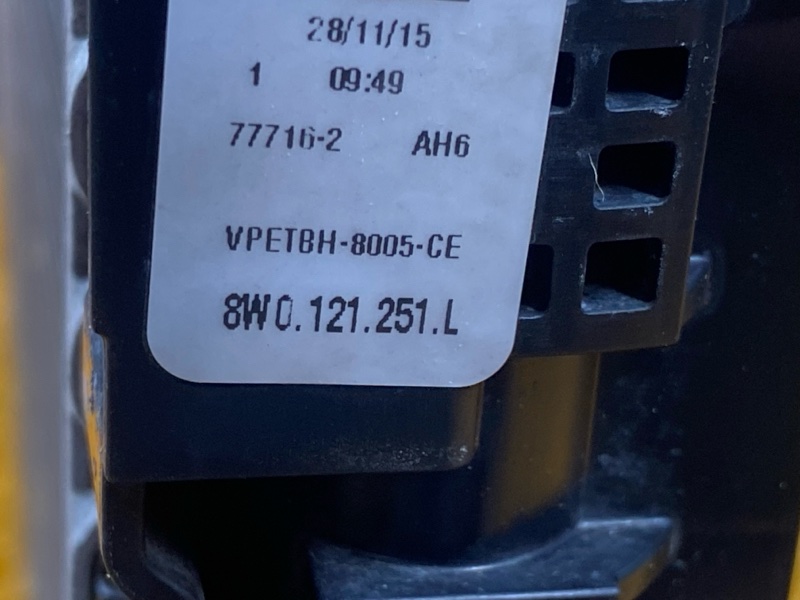 28/11/15
1 09:49
77716-2 AH6
VPETBH-8005-CE
8W0.121.251.L